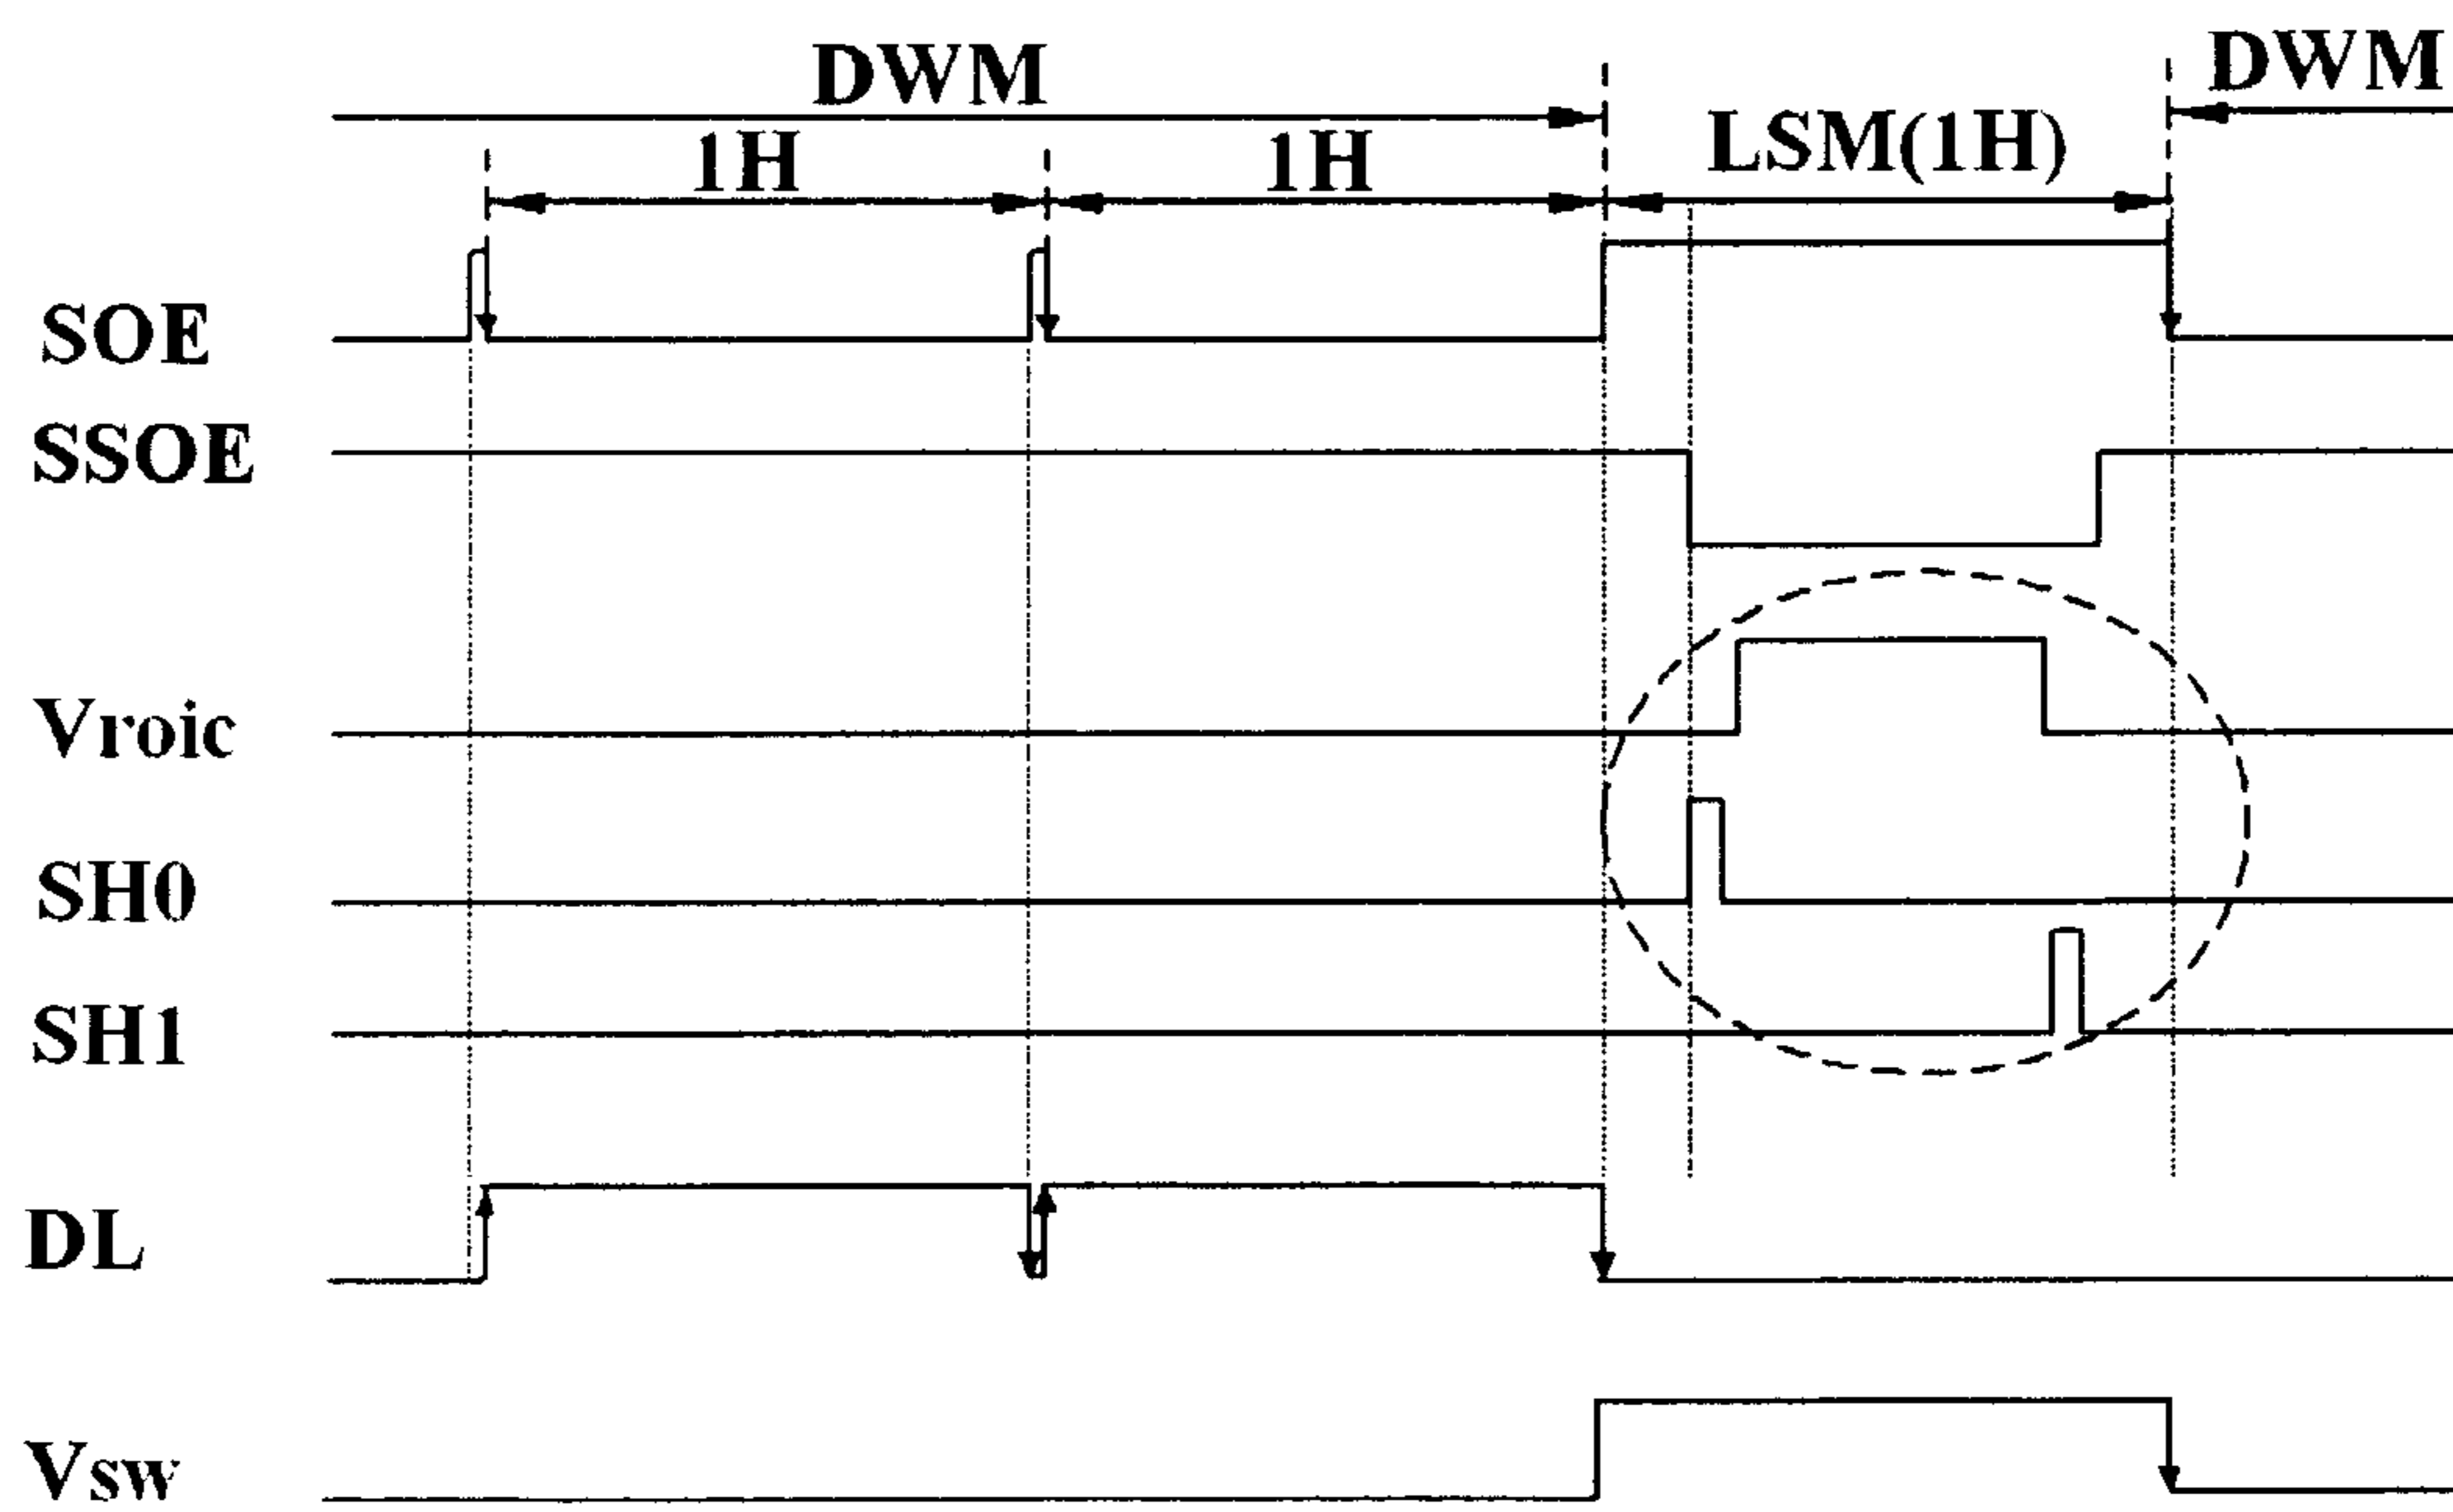 DWM
DWM
1H
1H
LSM(1H)
SOE
SSOE
Vroic
SH0
SH1
DL
Vsw